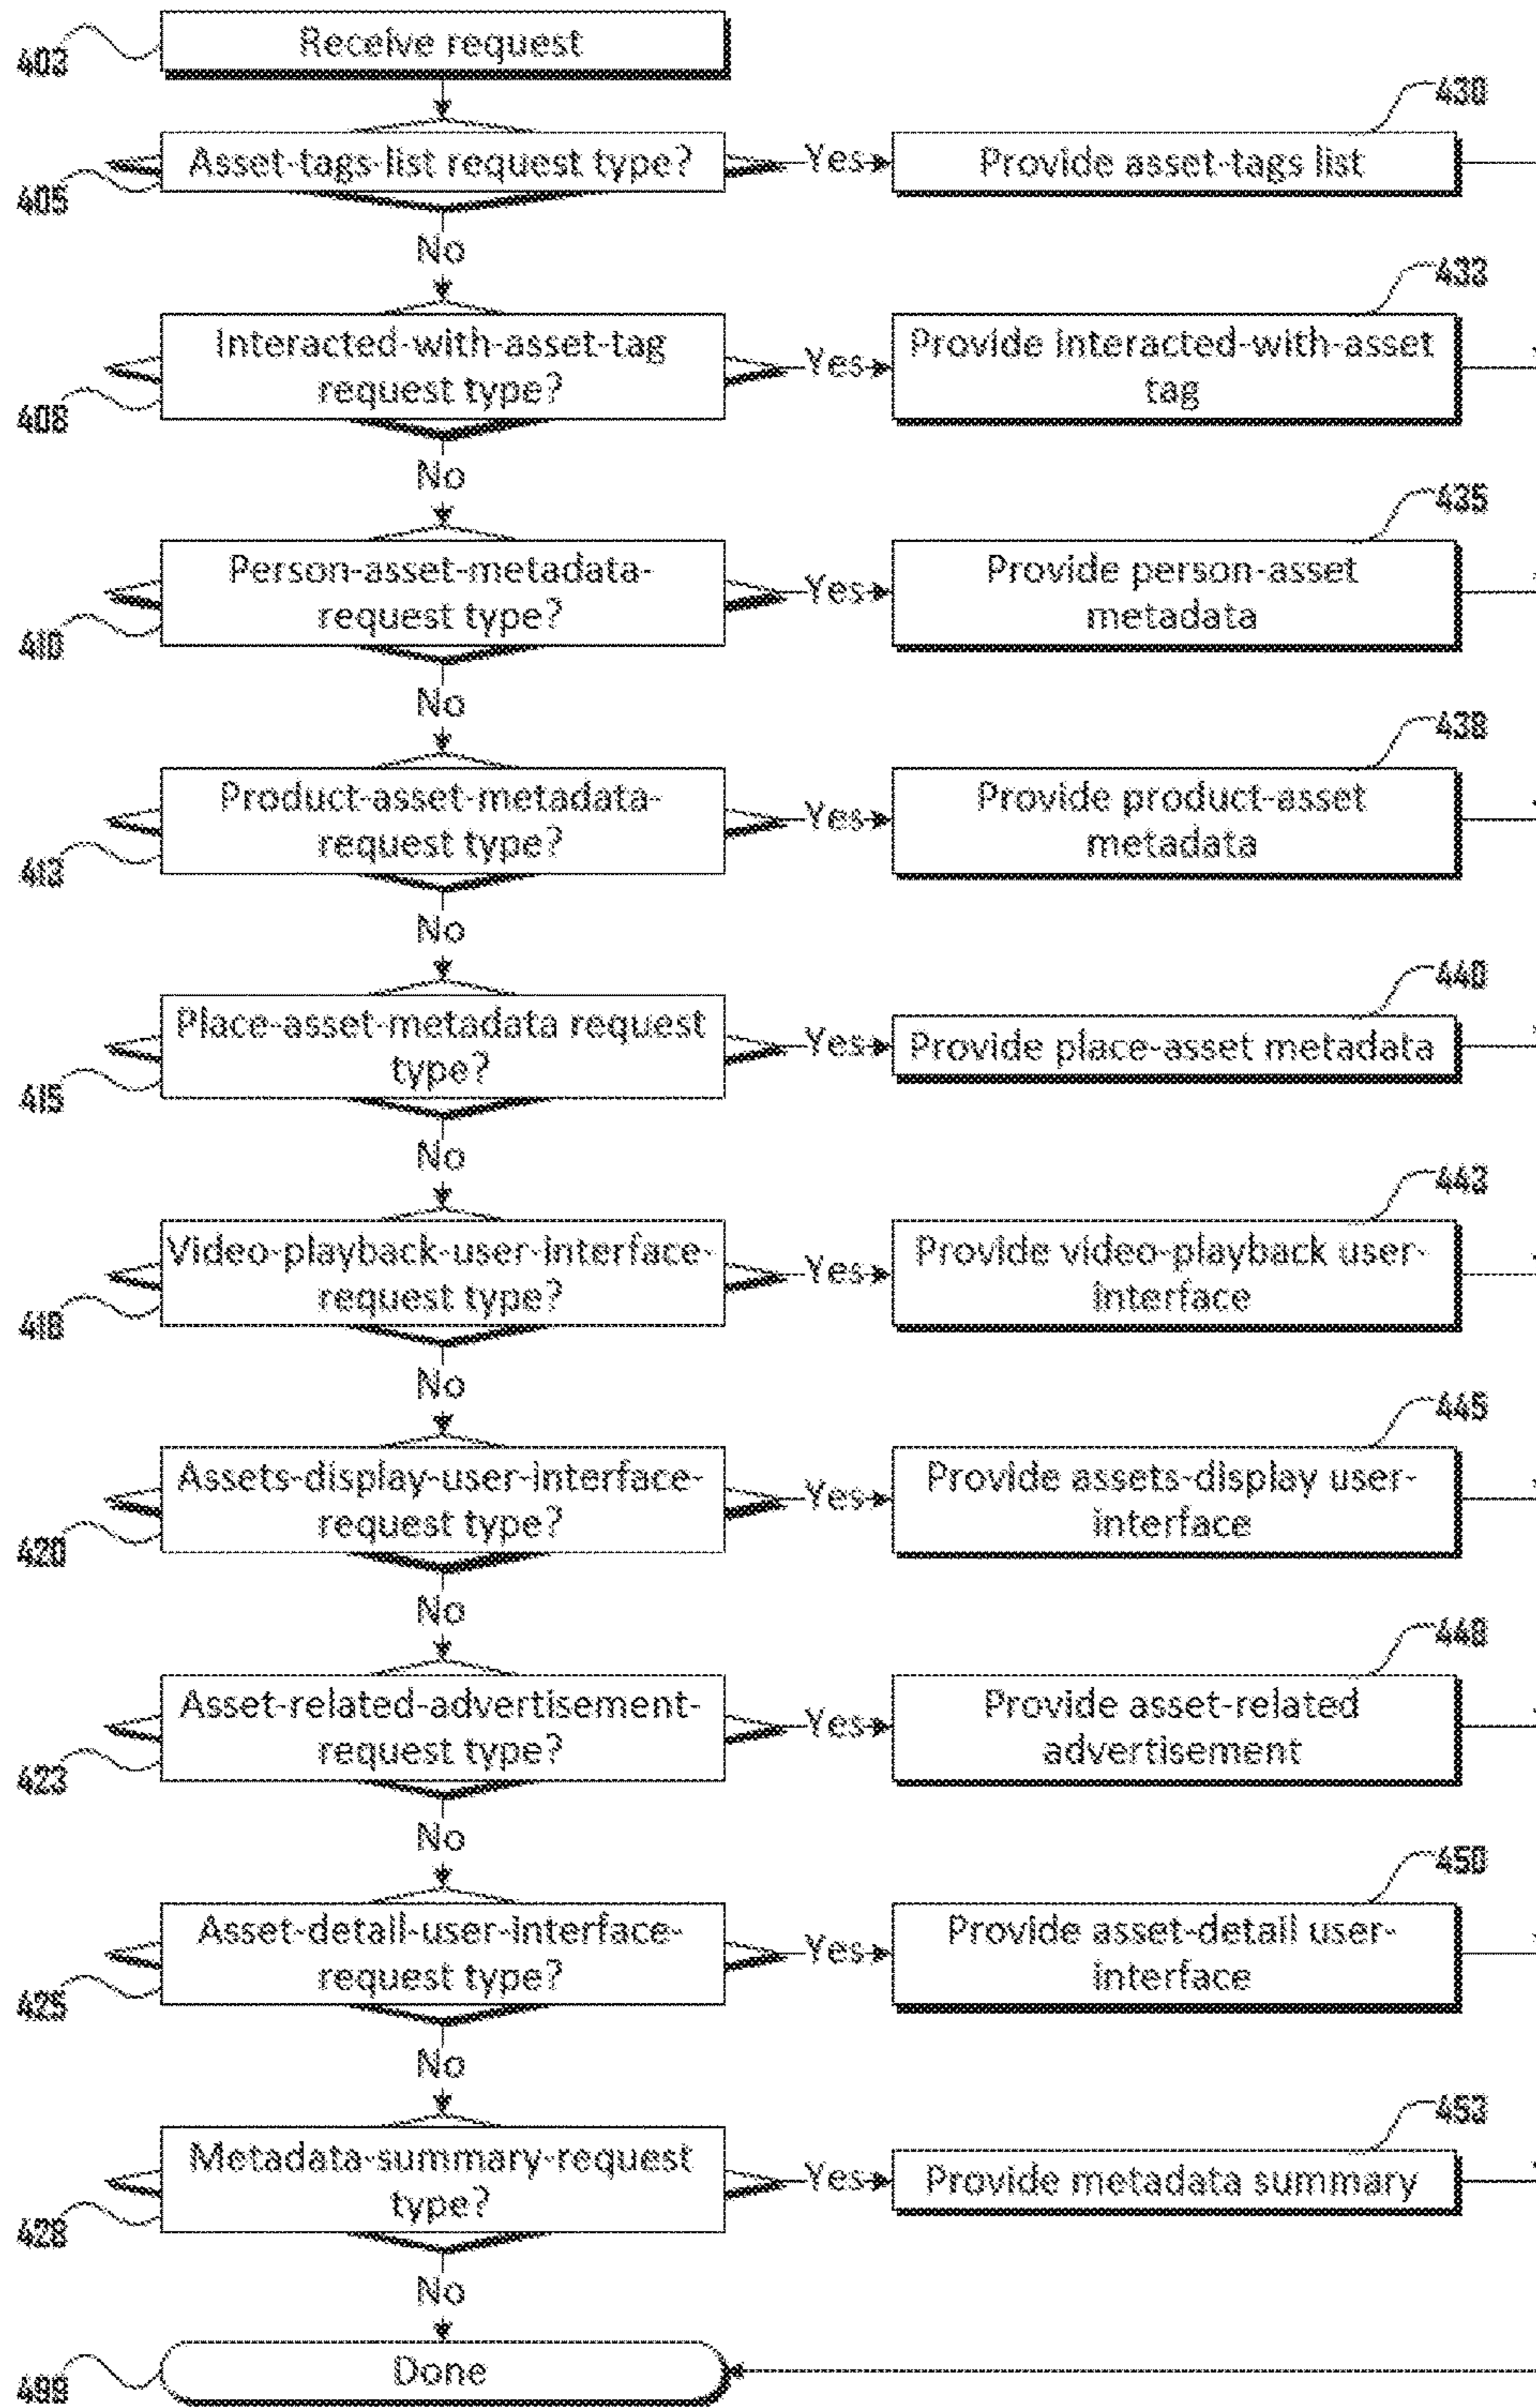 403
Receive request
430
Asset-tags-list request type?
Yes
Provide asset-tags list
405
No
433
Interacted-with-asset-tag
request type?
Yes
Provide interacted-with-asset
tag
408
No
435
Person-asset-metadata-
request type?
Yes
Provide person-asset
metadata
410
No
438
Product-asset-metadata-
request type?
Yes
Provide product-asset
metadata
413
No
440
Place-asset-metadata request
type?
Yes
Provide place-asset metadata
415
No
443
Video-playback-user-interface-
request type?
Yes
Provide video-playback user-
interface
418
No
445
Assets-display-user-interface-
request type?
Yes
Provide assets-display user-
interface
420
No
448
Asset-related-advertisement-
request type?
Yes
Provide asset-related
advertisement
423
No
450
Asset-detail-user-interface-
request type?
Yes
Provide asset-detail user-
interface
425
No
453
Metadata-summary-request
type?
Yes
Provide metadata summary
428
No
Done
499